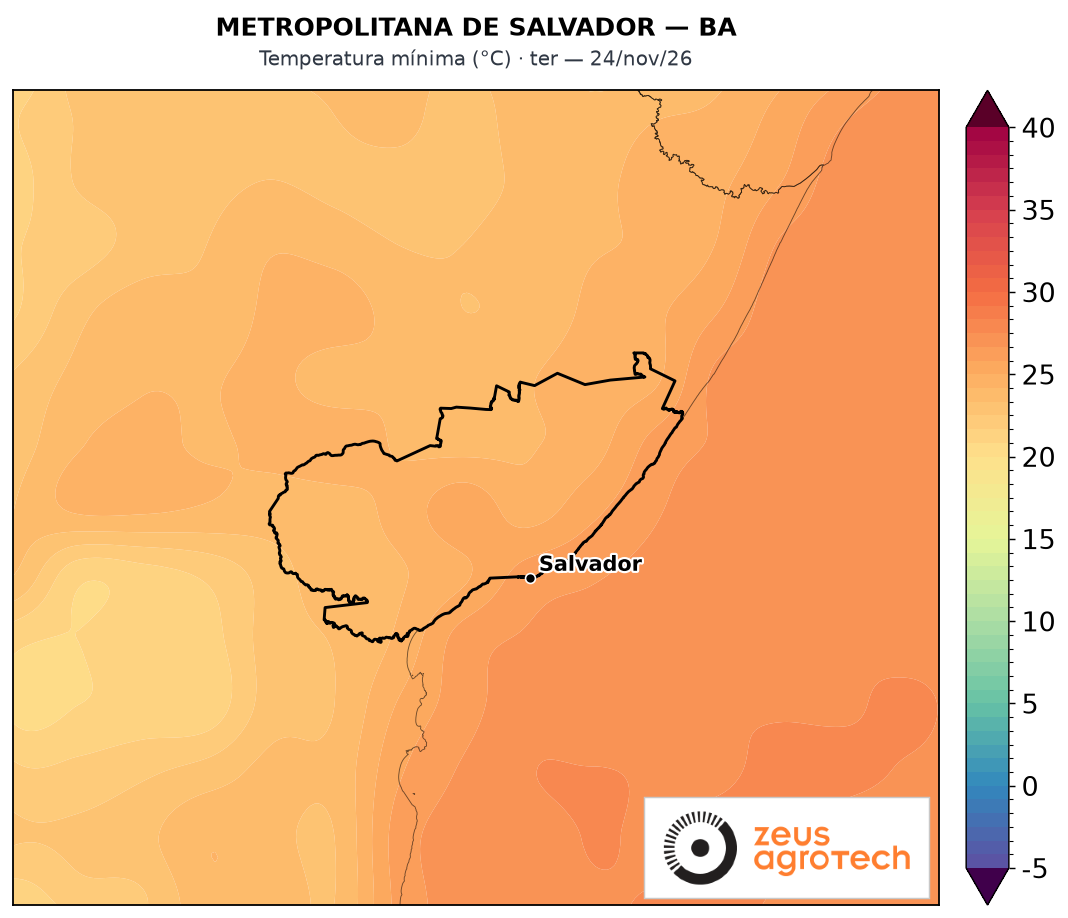 METROPOLITANA DE SALVADOR — BA
Temperatura mínima (°C) · ter — 24/nov/26
40
35
30
25
20
15
10
5
0
-5
Salvador
zeus
agrotech